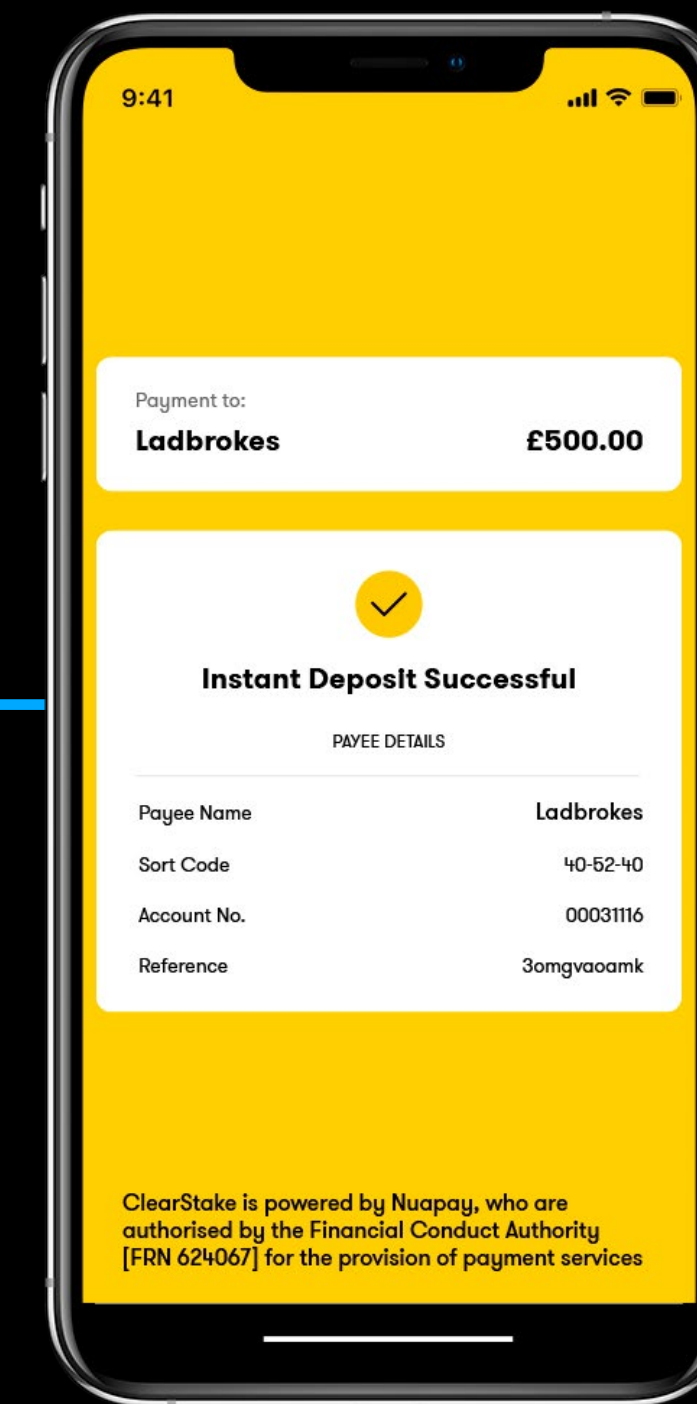 9:41
Payment to:
Ladbrokes £500.00
Instant Deposit Successful
PAYEE DETAILS
Payee Name Ladbrokes
Sort Code 40-52-40
Account No. 00031116
Reference 3omgvaoamk
ClearStake is powered by Nuapay, who are
authorised by the Financial Conduct Authority
[FRN 624067] for the provision of payment services